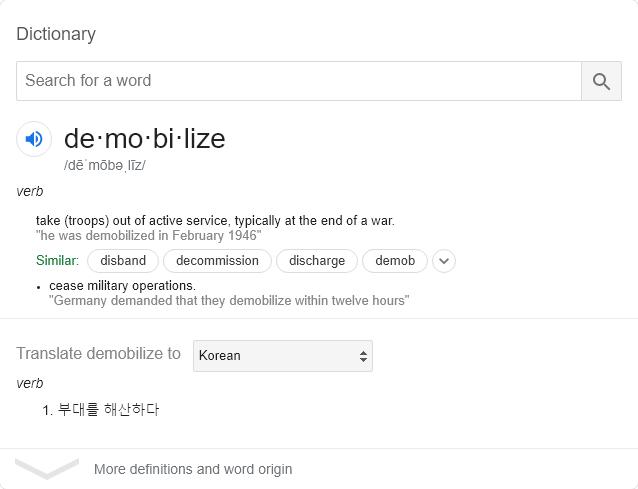 Dictionary
Search for a word
de·mo·bi·lize
/dēˈmōbəˌlīz/
verb
take (troops) out of active service, typically at the end of a war.
"he was demobilized in February 1946"
Similar: disband decommission discharge demob
• cease military operations.
"Germany demanded that they demobilize within twelve hours"
Translate demobilize to Korean
verb
1. 부대를 해산하다
More definitions and word origin